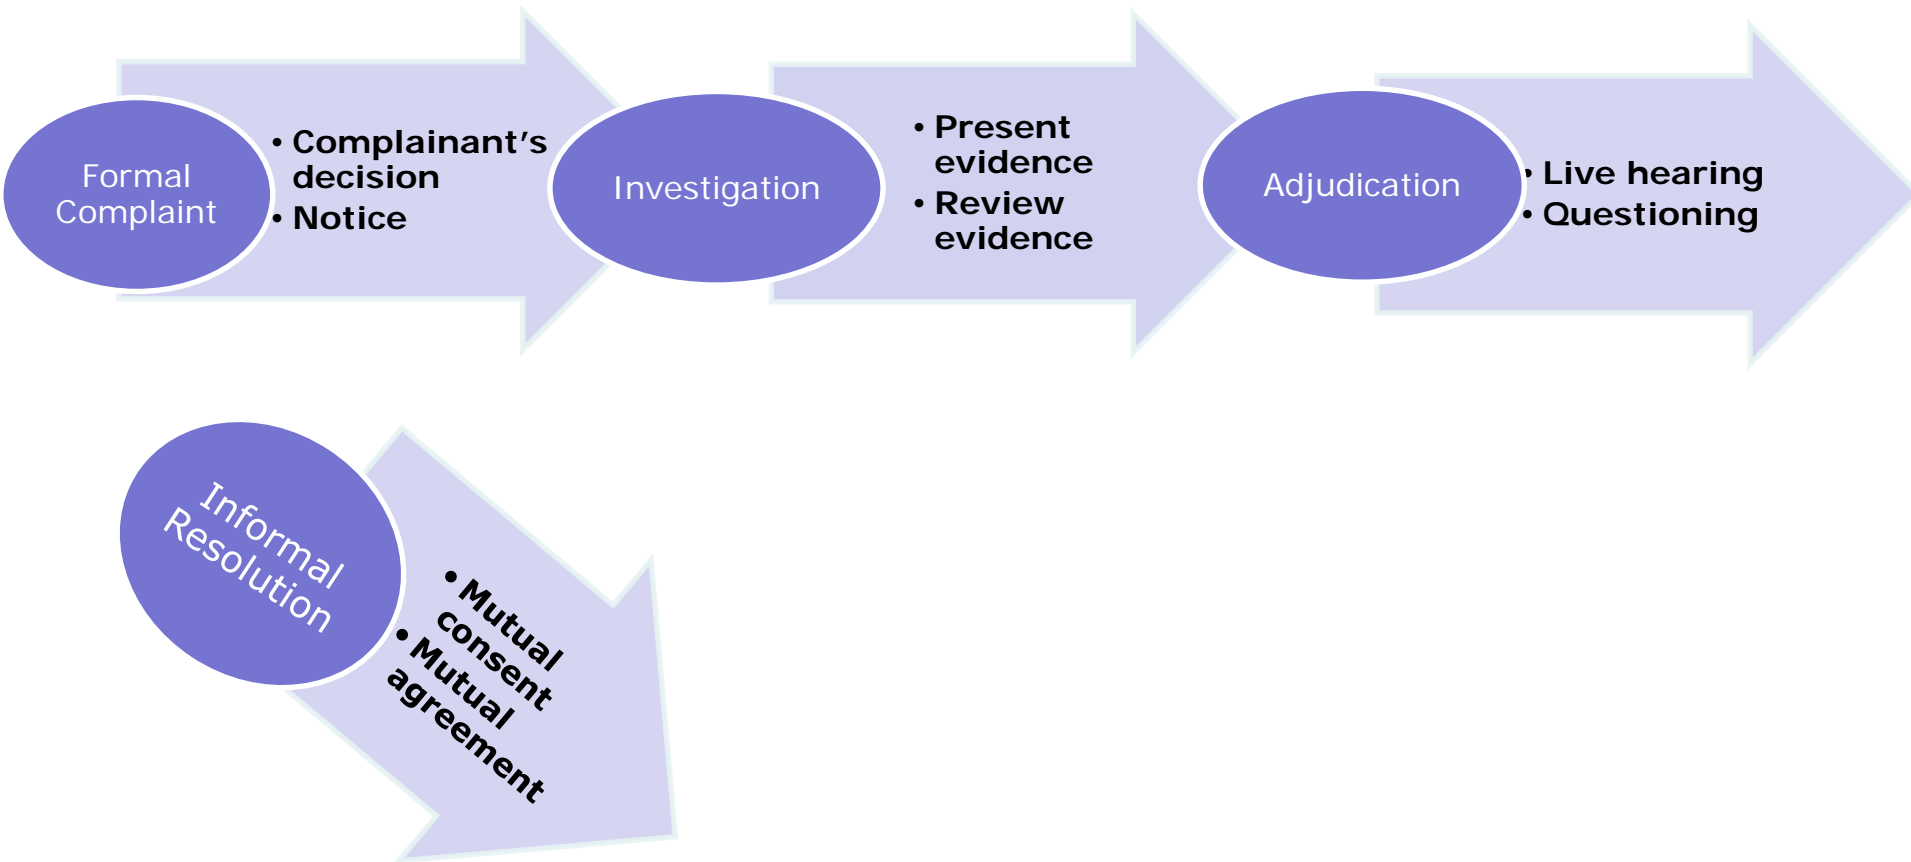 Formal
Complaint
• Complainant's
decision
• Notice
Investigation
• Present
evidence
• Review
evidence
Adjudication
• Live hearing
• Questioning
Informal
Resolution
• Mutual
consent
• Mutual
agreement